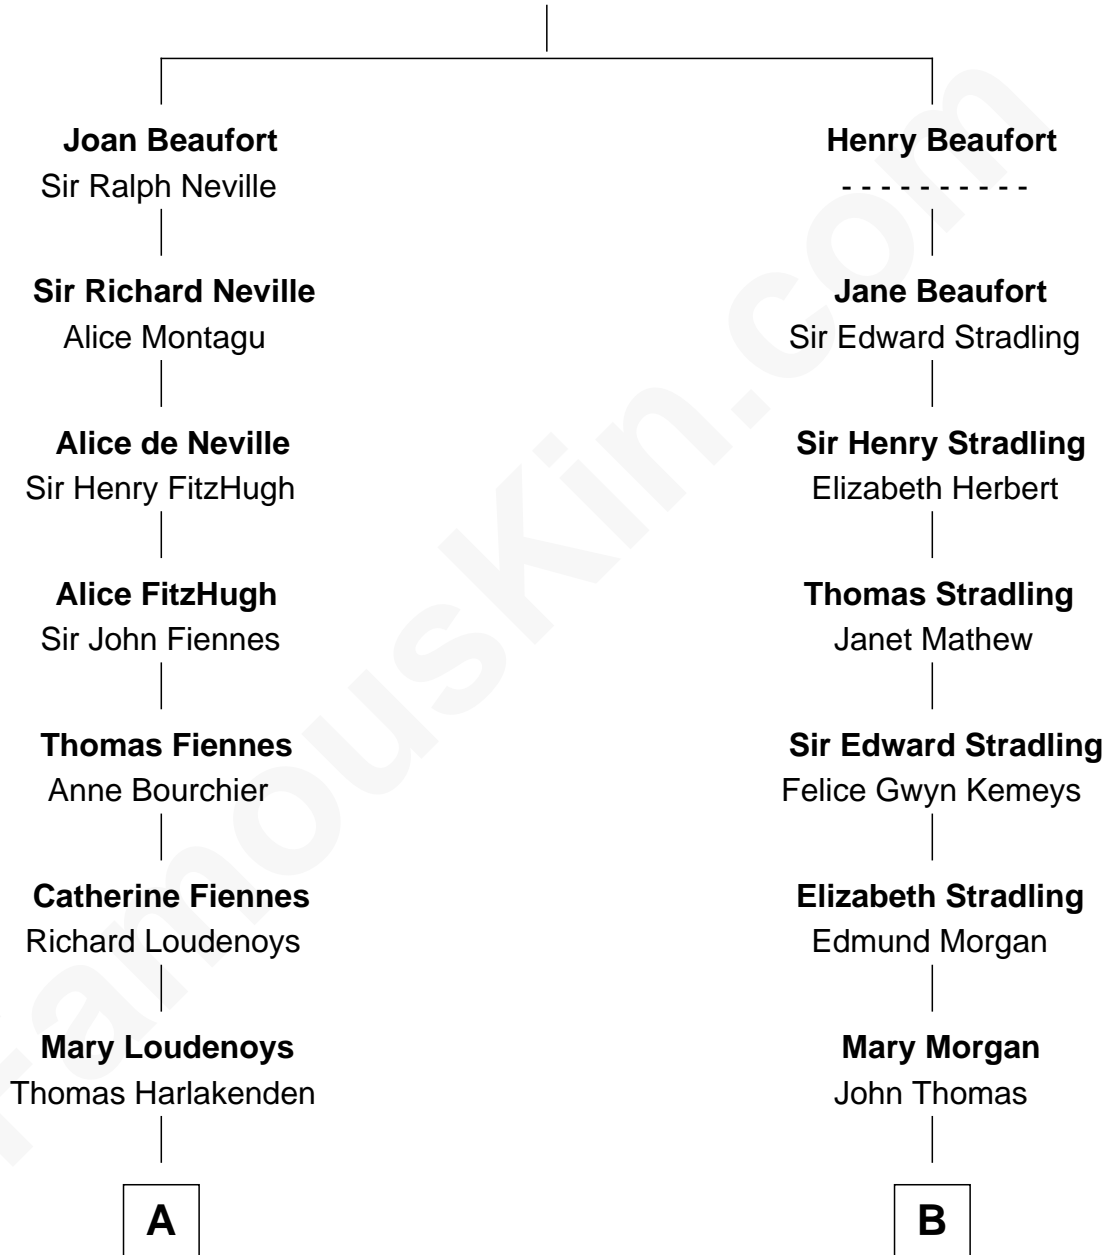 Joan Beaufort
Sir Ralph Neville
Sir Richard Neville
Alice Montagu
Alice de Neville
Sir Henry FitzHugh
Alice FitzHugh
Sir John Fiennes
Thomas Fiennes
Anne Bourchier
Catherine Fiennes
Richard Loudenoys
Mary Loudenoys
Thomas Harlakenden
A
Henry Beaufort
- - - - - - - - - -
Jane Beaufort
Sir Edward Stradling
Sir Henry Stradling
Elizabeth Herbert
Thomas Stradling
Janet Mathew
Sir Edward Stradling
Felice Gwyn Kemeys
Elizabeth Stradling
Edmund Morgan
Mary Morgan
John Thomas
B
FamousKin.com